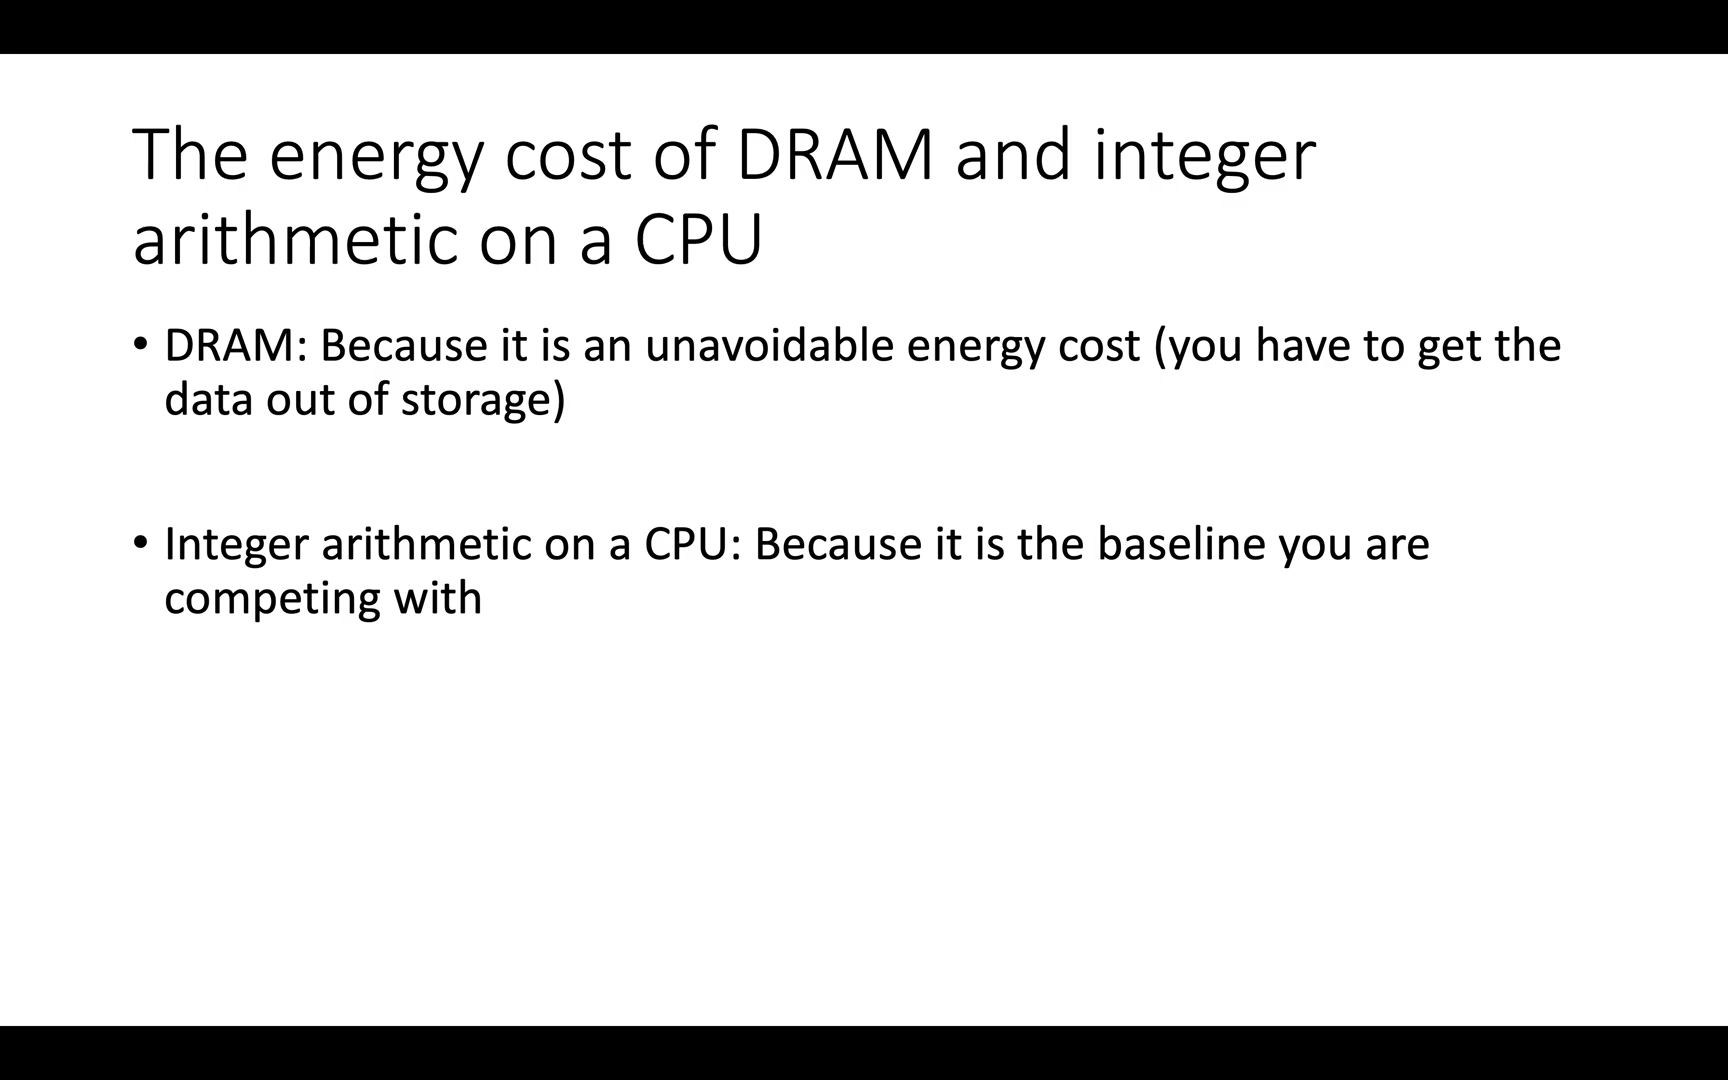 The energy cost of DRAM and integer
arithmetic on a CPU
• DRAM: Because it is an unavoidable energy cost (you have to get the
data out of storage)
• Integer arithmetic on a CPU: Because it is the baseline you are
competing with